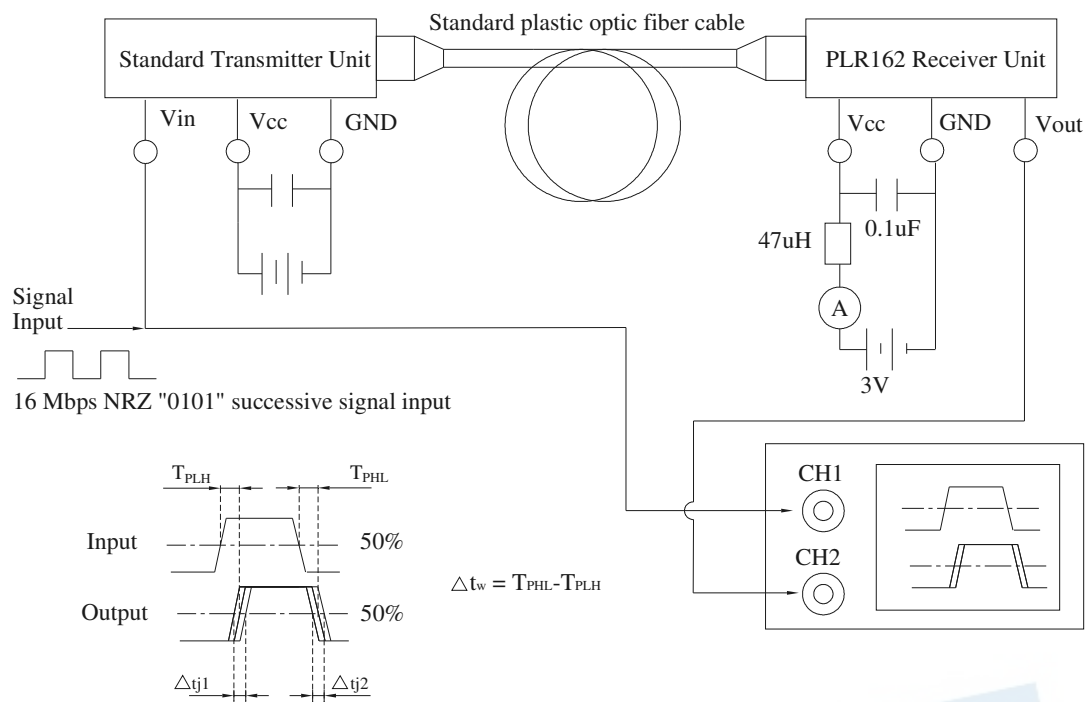 Standard plastic optic fiber cable
Standard Transmitter Unit
PLR162 Receiver Unit
Vin
Vcc
GND
Vcc
GND
Vout
47uH
0.1uF
A
3V
Signal
Input
16 Mbps NRZ "0101" successive signal input
TPLH
TPHL
Input
50%
Output
50%
△tw = TPHL-TPLH
△tj1
△tj2
CH1
CH2